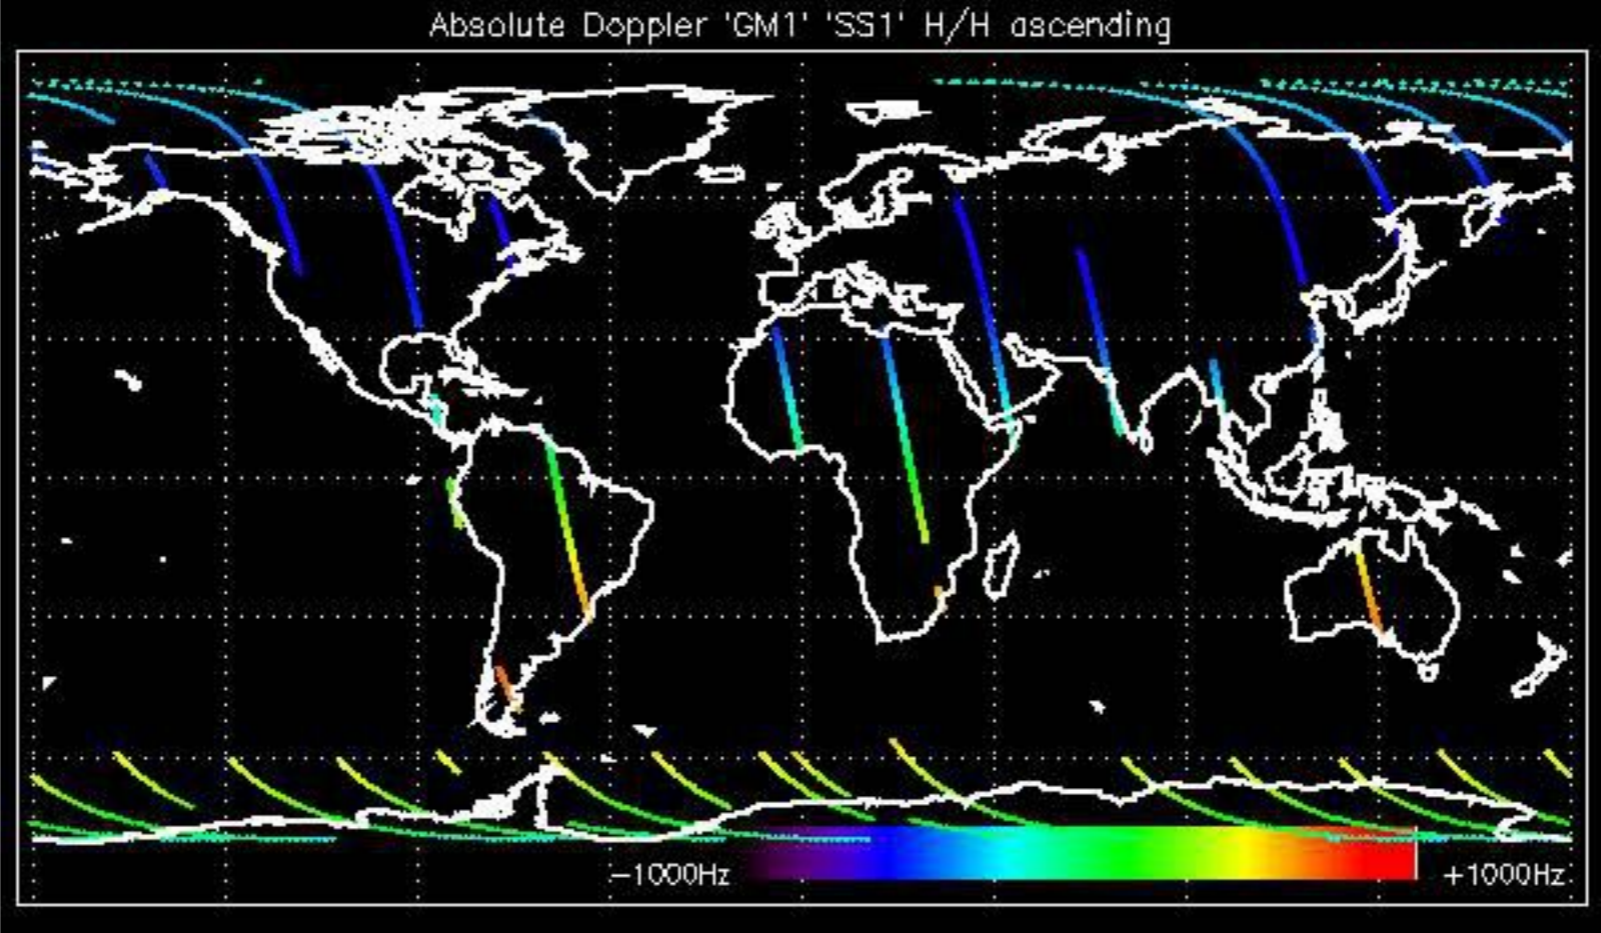 Absolute Doppler 'GM1' 'SS1' H/H ascending
−1000Hz
+1000Hz